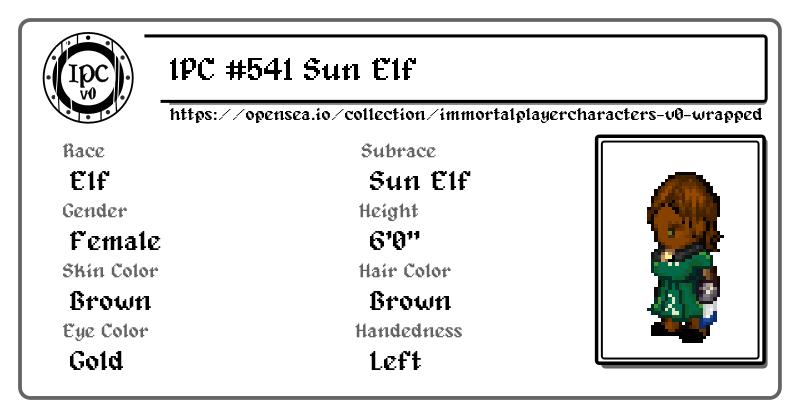 1PC #541 Sun Elf
IPC
v0
https://opensea.io/collection/immortalplayercharacters-v0-wrapped
Race
Subrace
Elf
Sun Elf
Gender
Height
Female
6'0"
Skin Color
Hair Color
Brown
Brown
Eye Color
Handedness
Gold
Left